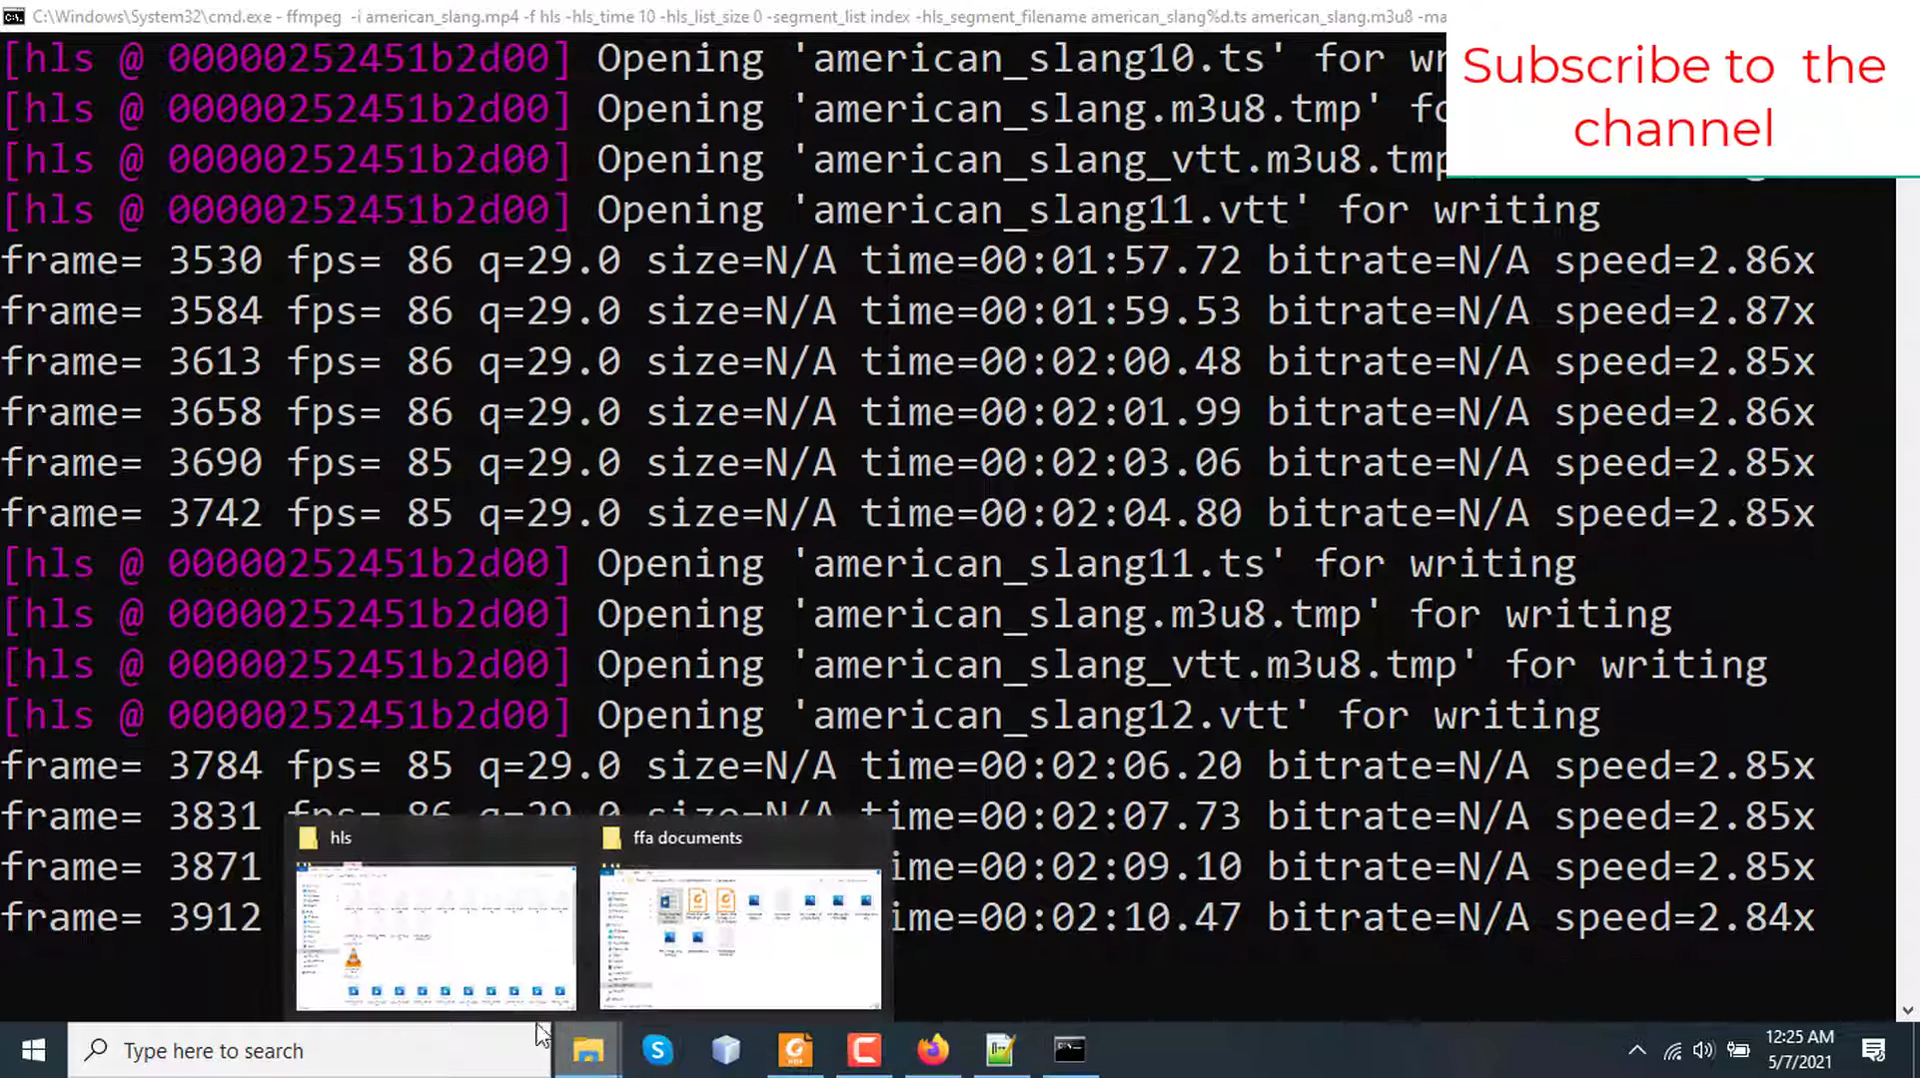 C:\Windows\System32\cmd.exe - ffmpeg -i american_slang.mp4 -f hls -hls_time 10 -hls_list_size 0 -segment_list index -hls_segment_filename american_slang%d.ts american_slang.m3u8 -ma
Subscribe to the
channel
[hls @ 00000252451b2d00] Opening 'american_slang10.ts' for wr
[hls @ 00000252451b2d00] Opening 'american_slang.m3u8.tmp' fo
[hls @ 00000252451b2d00] Opening 'american_slang_vtt.m3u8.tmp
[hls @ 00000252451b2d00] Opening 'american_slang11.vtt' for writing
frame= 3530 fps= 86 q=29.0 size=N/A time=00:01:57.72 bitrate=N/A speed=2.86x
frame= 3584 fps= 86 q=29.0 size=N/A time=00:01:59.53 bitrate=N/A speed=2.87x
frame= 3613 fps= 86 q=29.0 size=N/A time=00:02:00.48 bitrate=N/A speed=2.85x
frame= 3658 fps= 86 q=29.0 size=N/A time=00:02:01.99 bitrate=N/A speed=2.86x
frame= 3690 fps= 85 q=29.0 size=N/A time=00:02:03.06 bitrate=N/A speed=2.85x
frame= 3742 fps= 85 q=29.0 size=N/A time=00:02:04.80 bitrate=N/A speed=2.85x
[hls @ 00000252451b2d00] Opening 'american_slang11.ts' for writing
[hls @ 00000252451b2d00] Opening 'american_slang.m3u8.tmp' for writing
[hls @ 00000252451b2d00] Opening 'american_slang_vtt.m3u8.tmp' for writing
[hls @ 00000252451b2d00] Opening 'american_slang12.vtt' for writing
frame= 3784 fps= 85 q=29.0 size=N/A time=00:02:06.20 bitrate=N/A speed=2.85x
frame= 3831 fps= 86 q=29.0 size=N/A time=00:02:07.73 bitrate=N/A speed=2.85x
hls
ffa documents
frame= 3871 ime=00:02:09.10 bitrate=N/A speed=2.85x
frame= 3912 ime=00:02:10.47 bitrate=N/A speed=2.84x
Type here to search
12:25 AM
5/7/2021